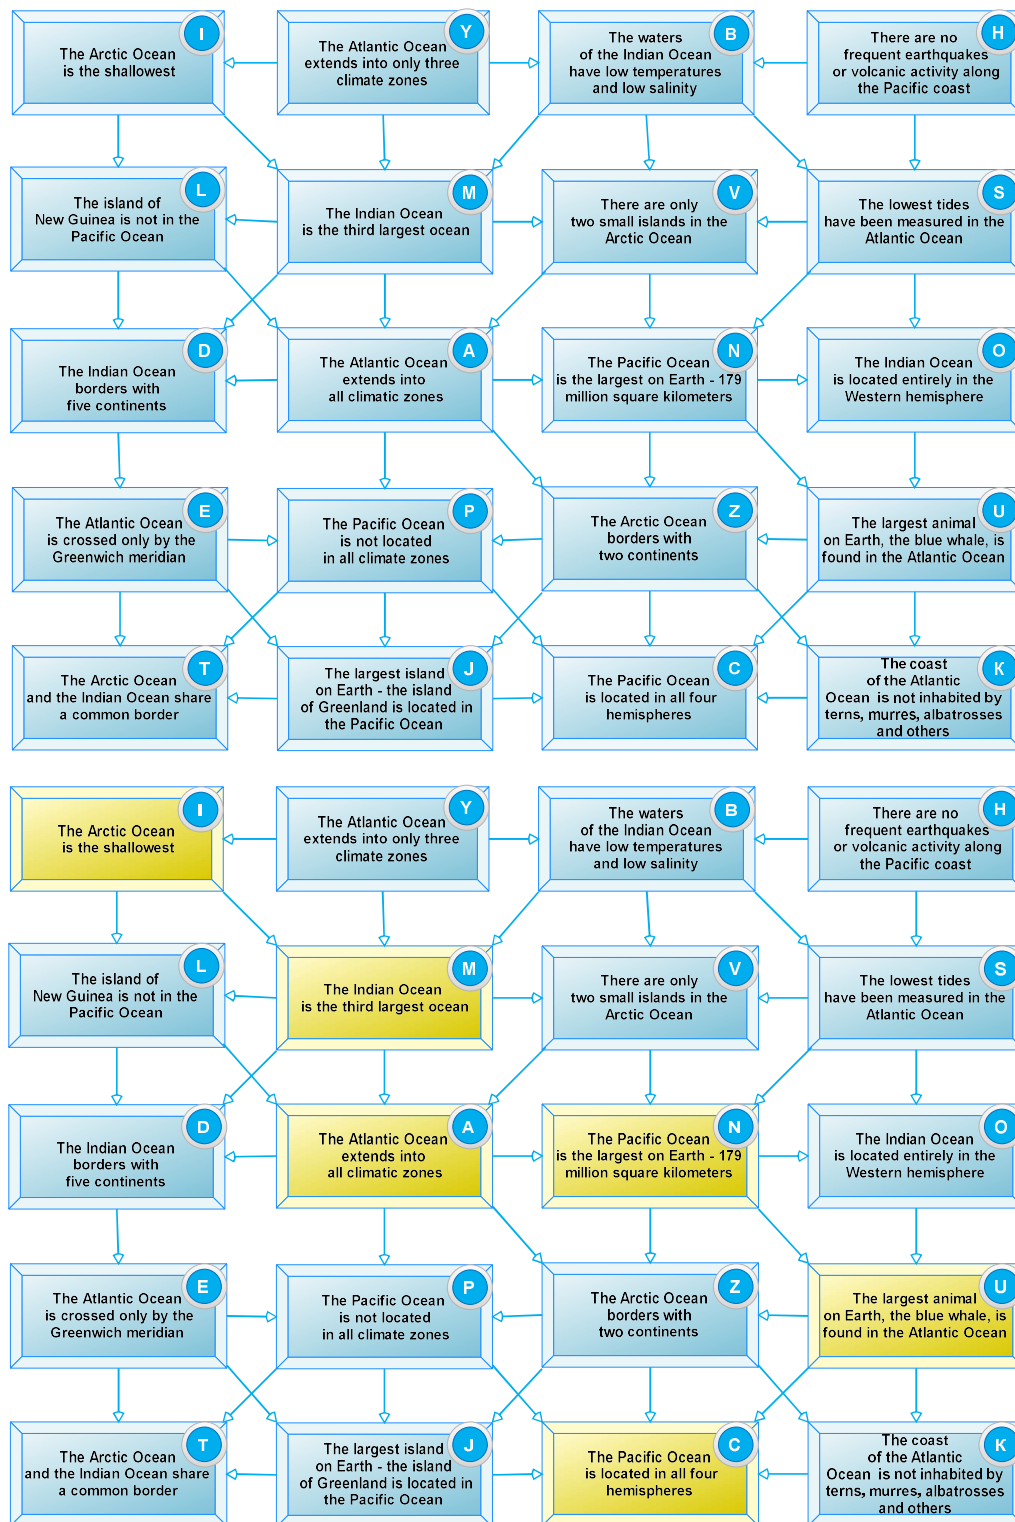 I
The Arctic Ocean
is the shallowest
Y
The Atlantic Ocean
extends into only three
climate zones
B
The waters
of the Indian Ocean
have low temperatures
and low salinity
H
There are no
frequent earthquakes
or volcanic activity along
the Pacific coast
L
The island of
New Guinea is not in the
Pacific Ocean
M
The Indian Ocean
is the third largest ocean
V
There are only
two small islands in the
Arctic Ocean
S
The lowest tides
have been measured in the
Atlantic Ocean
D
The Indian Ocean
borders with
five continents
A
The Atlantic Ocean
extends into
all climatic zones
N
The Pacific Ocean
is the largest on Earth - 179
million square kilometers
O
The Indian Ocean
is located entirely in the
Western hemisphere
E
The Atlantic Ocean
is crossed only by the
Greenwich meridian
P
The Pacific Ocean
is not located
in all climate zones
Z
The Arctic Ocean
borders with
two continents
U
The largest animal
on Earth, the blue whale, is
found in the Atlantic Ocean
T
The Arctic Ocean
and the Indian Ocean share
a common border
J
The largest island
on Earth - the island
of Greenland is located in
the Pacific Ocean
C
The Pacific Ocean
is located in all four
hemispheres
K
The coast
of the Atlantic
Ocean is not inhabited by
terns, murres, albatrosses
and others
I
The Arctic Ocean
is the shallowest
Y
The Atlantic Ocean
extends into only three
climate zones
B
The waters
of the Indian Ocean
have low temperatures
and low salinity
H
There are no
frequent earthquakes
or volcanic activity along
the Pacific coast
L
The island of
New Guinea is not in the
Pacific Ocean
M
The Indian Ocean
is the third largest ocean
V
There are only
two small islands in the
Arctic Ocean
S
The lowest tides
have been measured in the
Atlantic Ocean
D
The Indian Ocean
borders with
five continents
A
The Atlantic Ocean
extends into
all climatic zones
N
The Pacific Ocean
is the largest on Earth - 179
million square kilometers
O
The Indian Ocean
is located entirely in the
Western hemisphere
E
The Atlantic Ocean
is crossed only by the
Greenwich meridian
P
The Pacific Ocean
is not located
in all climate zones
Z
The Arctic Ocean
borders with
two continents
U
The largest animal
on Earth, the blue whale, is
found in the Atlantic Ocean
T
The Arctic Ocean
and the Indian Ocean share
a common border
J
The largest island
on Earth - the island
of Greenland is located in
the Pacific Ocean
C
The Pacific Ocean
is located in all four
hemispheres
K
The coast
of the Atlantic
Ocean is not inhabited by
terns, murres, albatrosses
and others